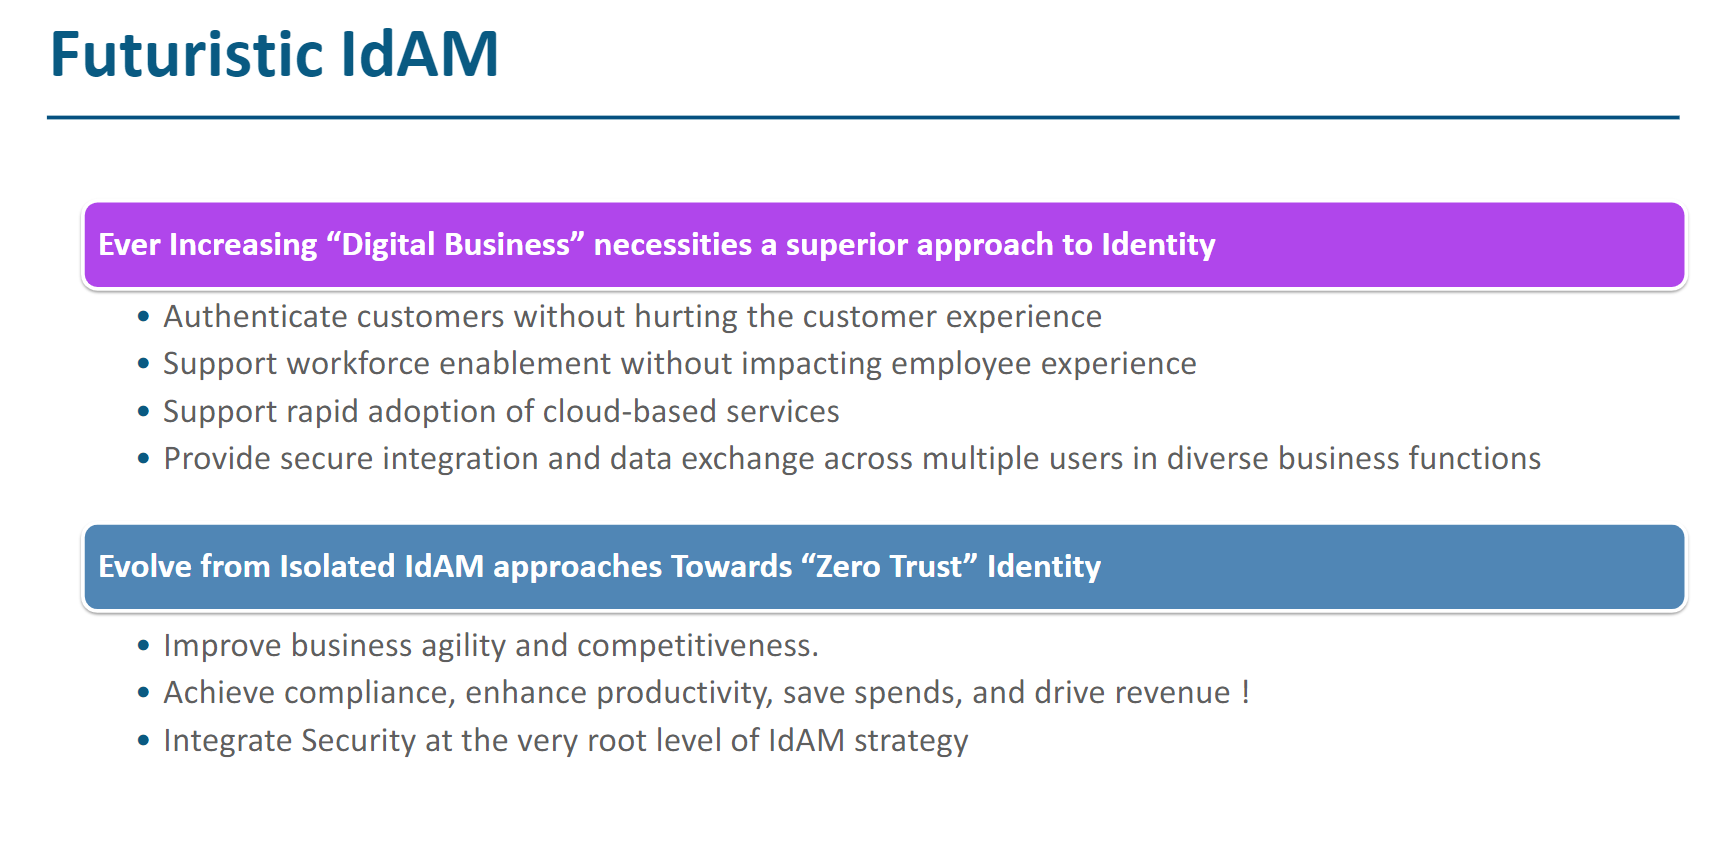 Futuristic IdAM
Ever Increasing “Digital Business” necessities a superior approach to Identity
• Authenticate customers without hurting the customer experience
• Support workforce enablement without impacting employee experience
• Support rapid adoption of cloud-based services
• Provide secure integration and data exchange across multiple users in diverse business functions
Evolve from Isolated IdAM approaches Towards “Zero Trust” Identity
• Improve business agility and competitiveness.
• Achieve compliance, enhance productivity, save spends, and drive revenue !
• Integrate Security at the very root level of IdAM strategy